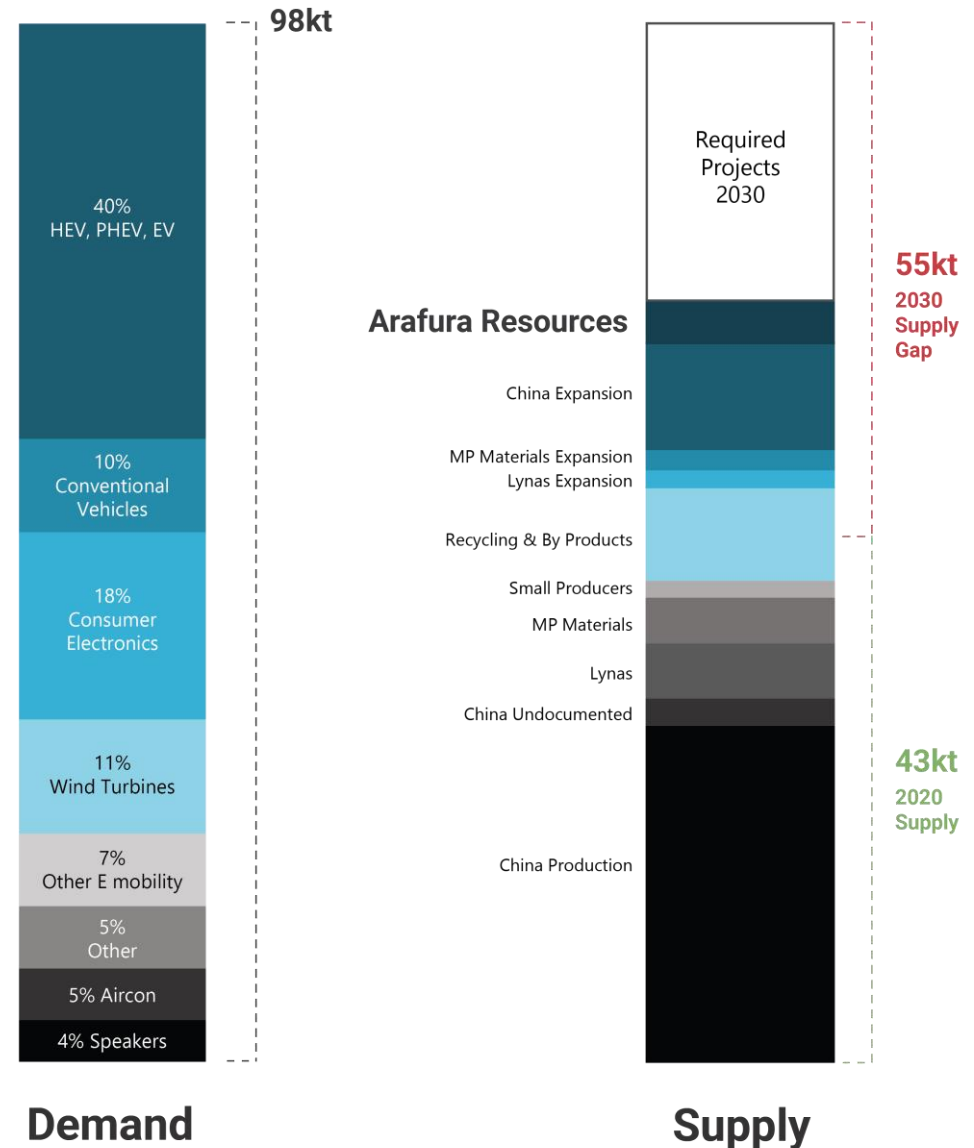 98kt
40%
HEV, PHEV, EV
10%
Conventional
Vehicles
18%
Consumer
Electronics
11%
Wind Turbines
7%
Other E mobility
5%
Other
5% Aircon
4% Speakers
Demand
Required
Projects
2030
Arafura Resources
China Expansion
MP Materials Expansion
Lynas Expansion
Recycling & By Products
Small Producers
MP Materials
Lynas
China Undocumented
China Production
55kt
2030
Supply
Gap
43kt
2020
Supply
Supply